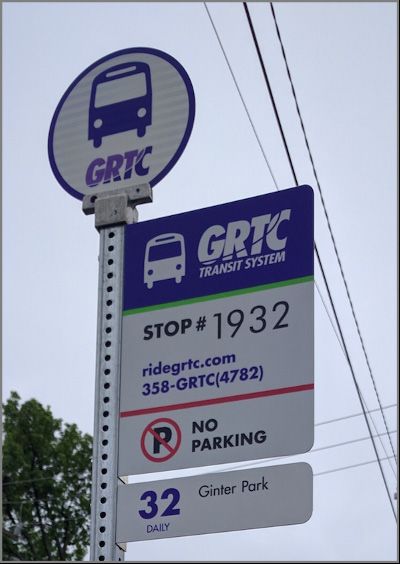 GRTC
GRTC
TRANSIT SYSTEM
STOP# 1932
ridegrtc.com
358-GRTC(4782)
P
NO
PARKING
32 Ginter Park
DAILY